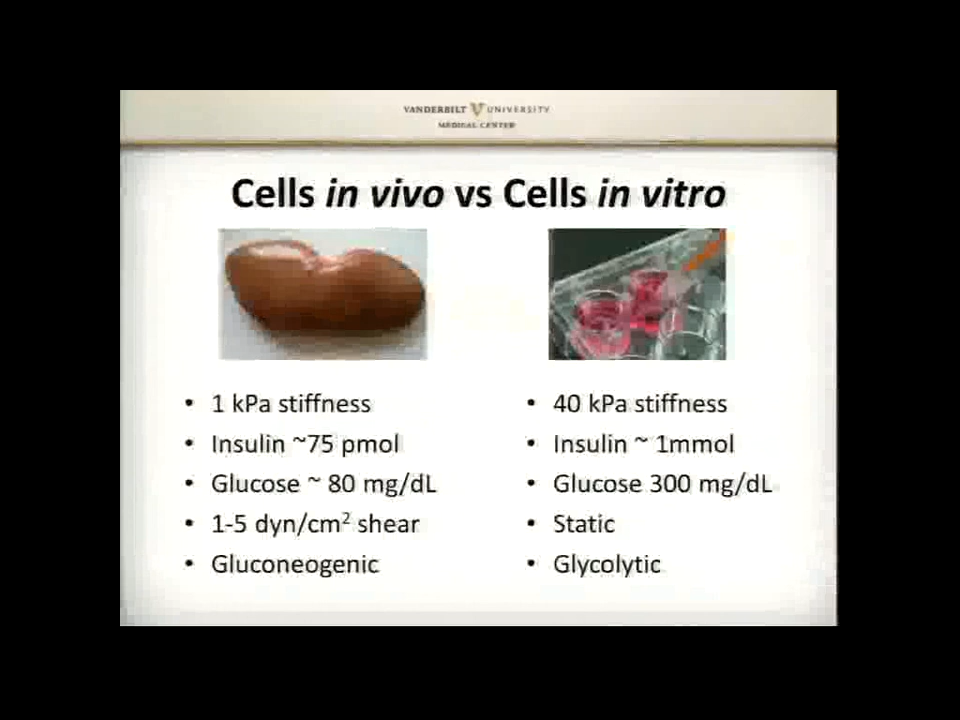 VANDERBILT V UNIVERSITY
MEDICAL CENTER
Cells in vivo vs Cells in vitro
• 1 kPa stiffness
• Insulin ~75 pmol
• Glucose ~ 80 mg/dL
• 1-5 dyn/cm² shear
• Gluconeogenic
• 40 kPa stiffness
• Insulin ~ 1mmol
• Glucose 300 mg/dL
• Static
• Glycolytic